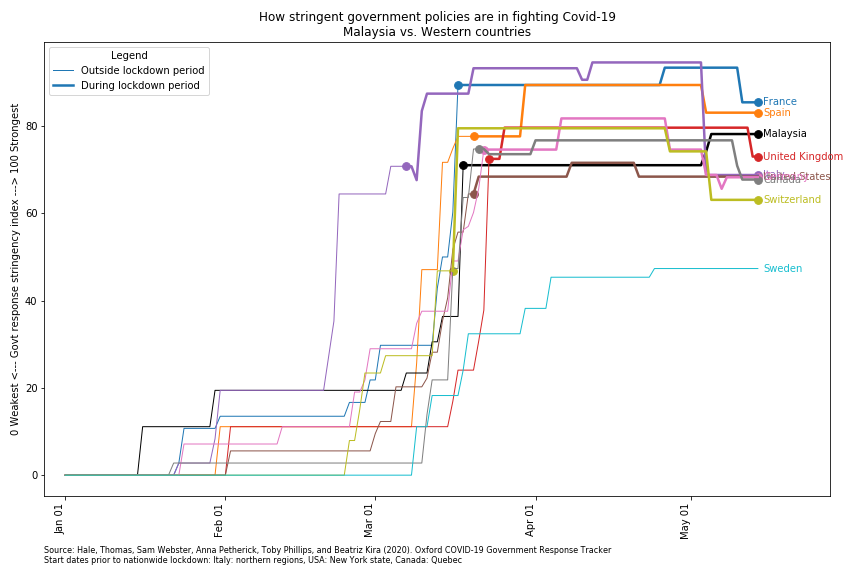 How stringent government policies are in fighting Covid-19
Malaysia vs. Western countries
Legend
Outside lockdown period
During lockdown period
0 Weakest <--- Govt response stringency index ---> 100 Strongest
80
60
40
20
0
France
Spain
Malaysia
United Kingdom
Italy
United States
Canada
Switzerland
Sweden
Jan 01
Feb 01
Mar 01
Apr 01
May 01
Source: Hale, Thomas, Sam Webster, Anna Petherick, Toby Phillips, and Beatriz Kira (2020). Oxford COVID-19 Government Response Tracker
Start dates prior to nationwide lockdown: Italy: northern regions, USA: New York state, Canada: Quebec